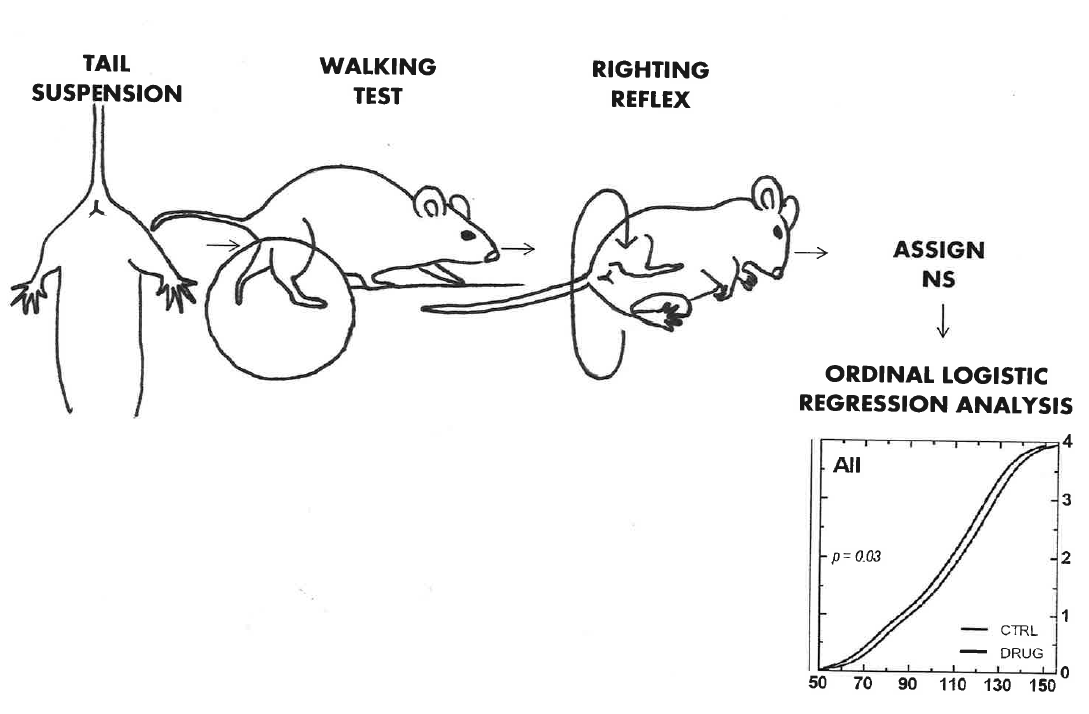 TAIL
SUSPENSION
WALKING
TEST
RIGHTING
REFLEX
ASSIGN
NS
ORDINAL LOGISTIC
REGRESSION ANALYSIS
All
p = 0.03
CTRL
DRUG
4
3
2
1
0
50 70 90 110 130 150